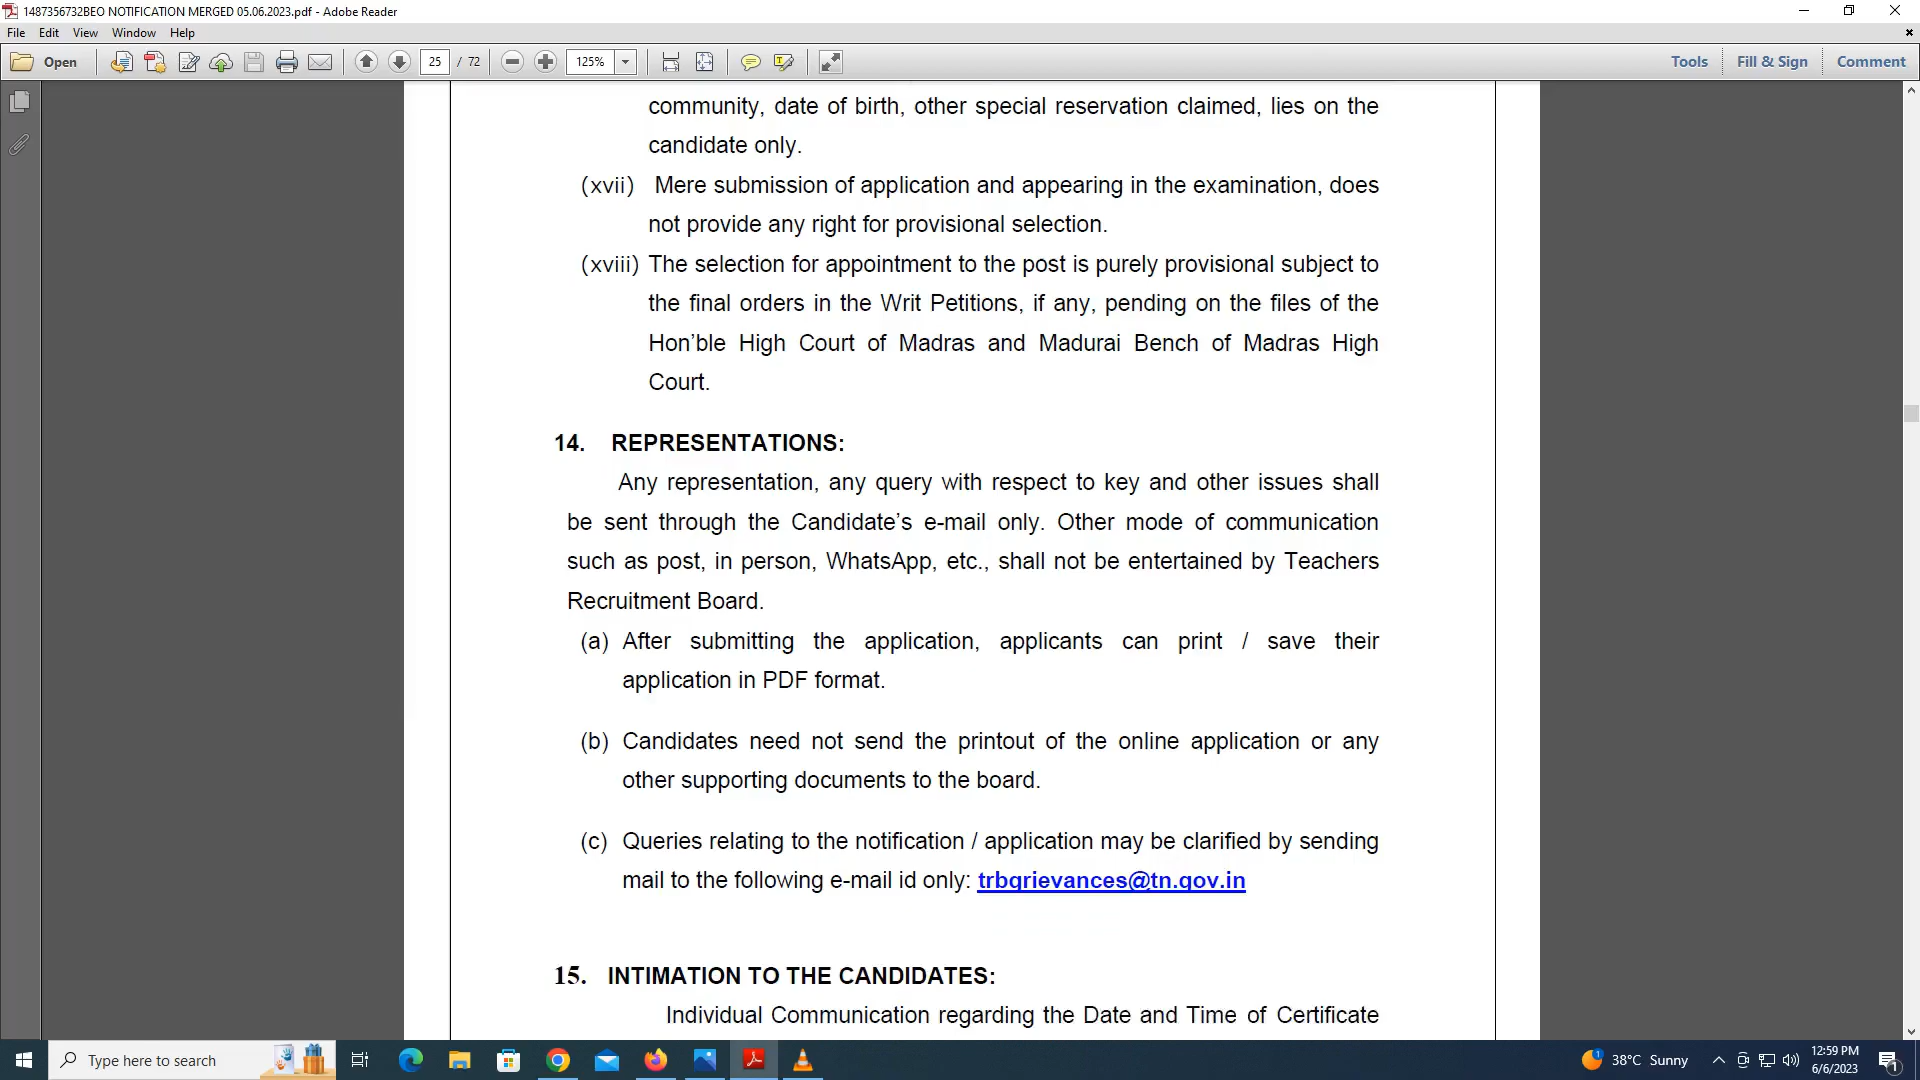 1487356732BEO NOTIFICATION MERGED 05.06.2023.pdf - Adobe Reader
File Edit View Window Help
Open 25 / 72 125% Tools Fill & Sign Comment
community, date of birth, other special reservation claimed, lies on the
candidate only.
(xvii) Mere submission of application and appearing in the examination, does
not provide any right for provisional selection.
(xviii) The selection for appointment to the post is purely provisional subject to
the final orders in the Writ Petitions, if any, pending on the files of the
Hon’ble High Court of Madras and Madurai Bench of Madras High
Court.
14. REPRESENTATIONS:
Any representation, any query with respect to key and other issues shall
be sent through the Candidate’s e-mail only. Other mode of communication
such as post, in person, WhatsApp, etc., shall not be entertained by Teachers
Recruitment Board.
(a) After submitting the application, applicants can print / save their
application in PDF format.
(b) Candidates need not send the printout of the online application or any
other supporting documents to the board.
(c) Queries relating to the notification / application may be clarified by sending
mail to the following e-mail id only: trbgrievances@tn.gov.in
15. INTIMATION TO THE CANDIDATES:
Individual Communication regarding the Date and Time of Certificate
Type here to search
38°C Sunny
12:59 PM
6/6/2023